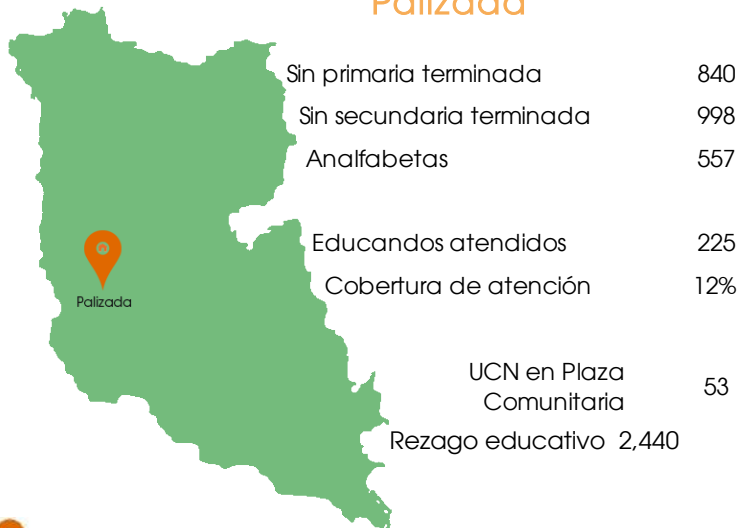 Palizada
Sin primaria terminada 840
Sin secundaria terminada 998
Analfabetas 557
Educandos atendidos 225
Cobertura de atención 12%
Palizada
UCN en Plaza
Comunitaria 53
Rezago educativo 2,440